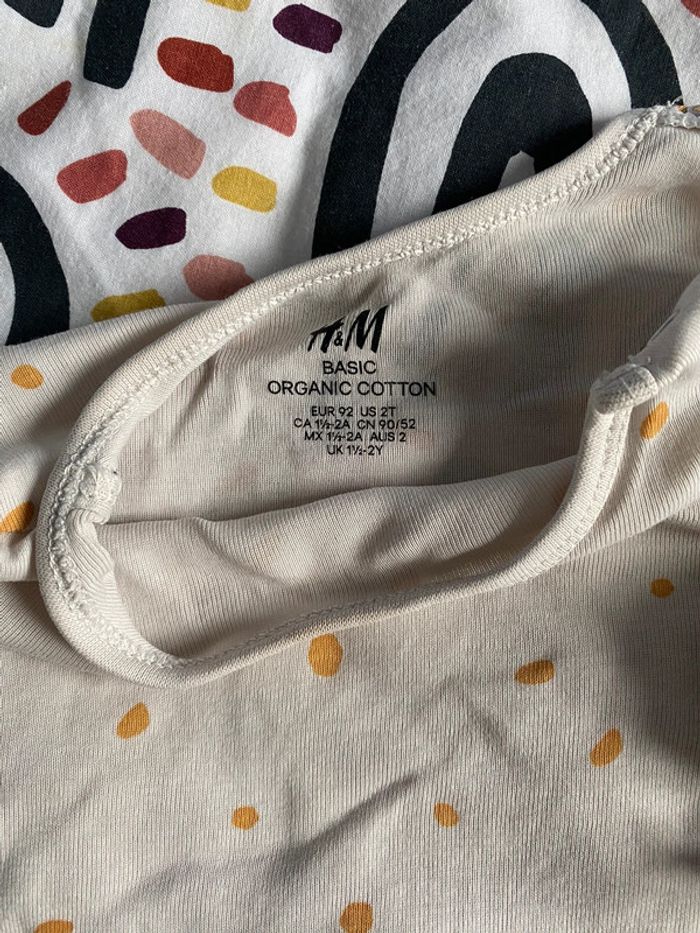 H&M
BASIC
ORGANIC COTTON
EUR 92 US 2T
CA 1½-2A CN 90/52
MX 1½-2A AUS 2
UK 1½-2Y